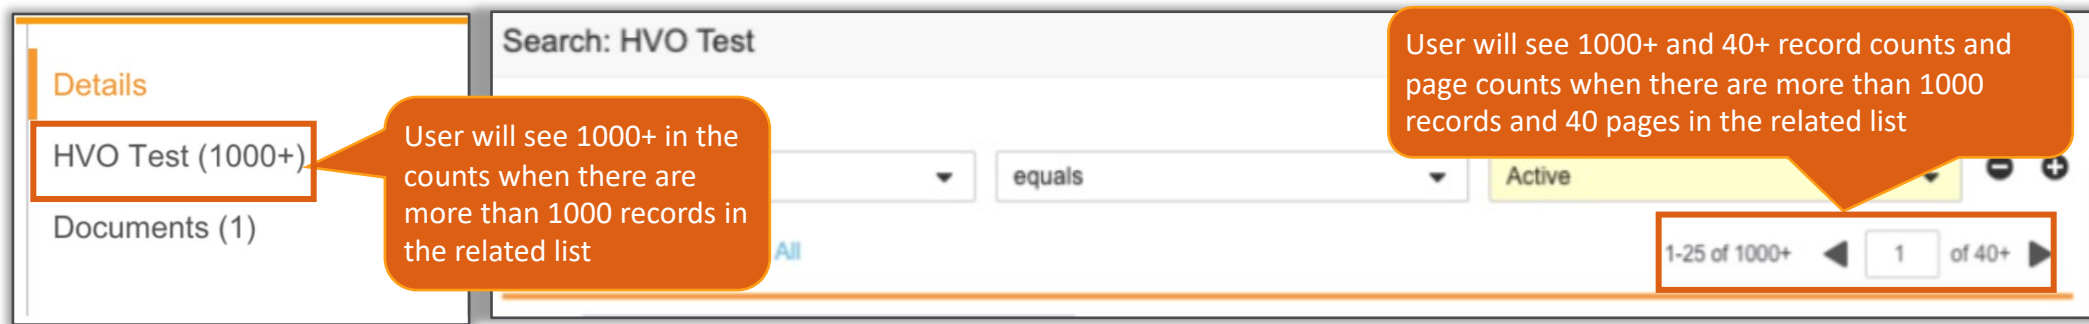 Details
HVO Test (1000+)
Documents (1)
User will see 1000+ in the
counts when there are
more than 1000 records in
the related list
Search: HVO Test
User will see 1000+ and 40+ record counts and
page counts when there are more than 1000
records and 40 pages in the related list
equals
Active
All
1-25 of 1000+ 1 of 40+